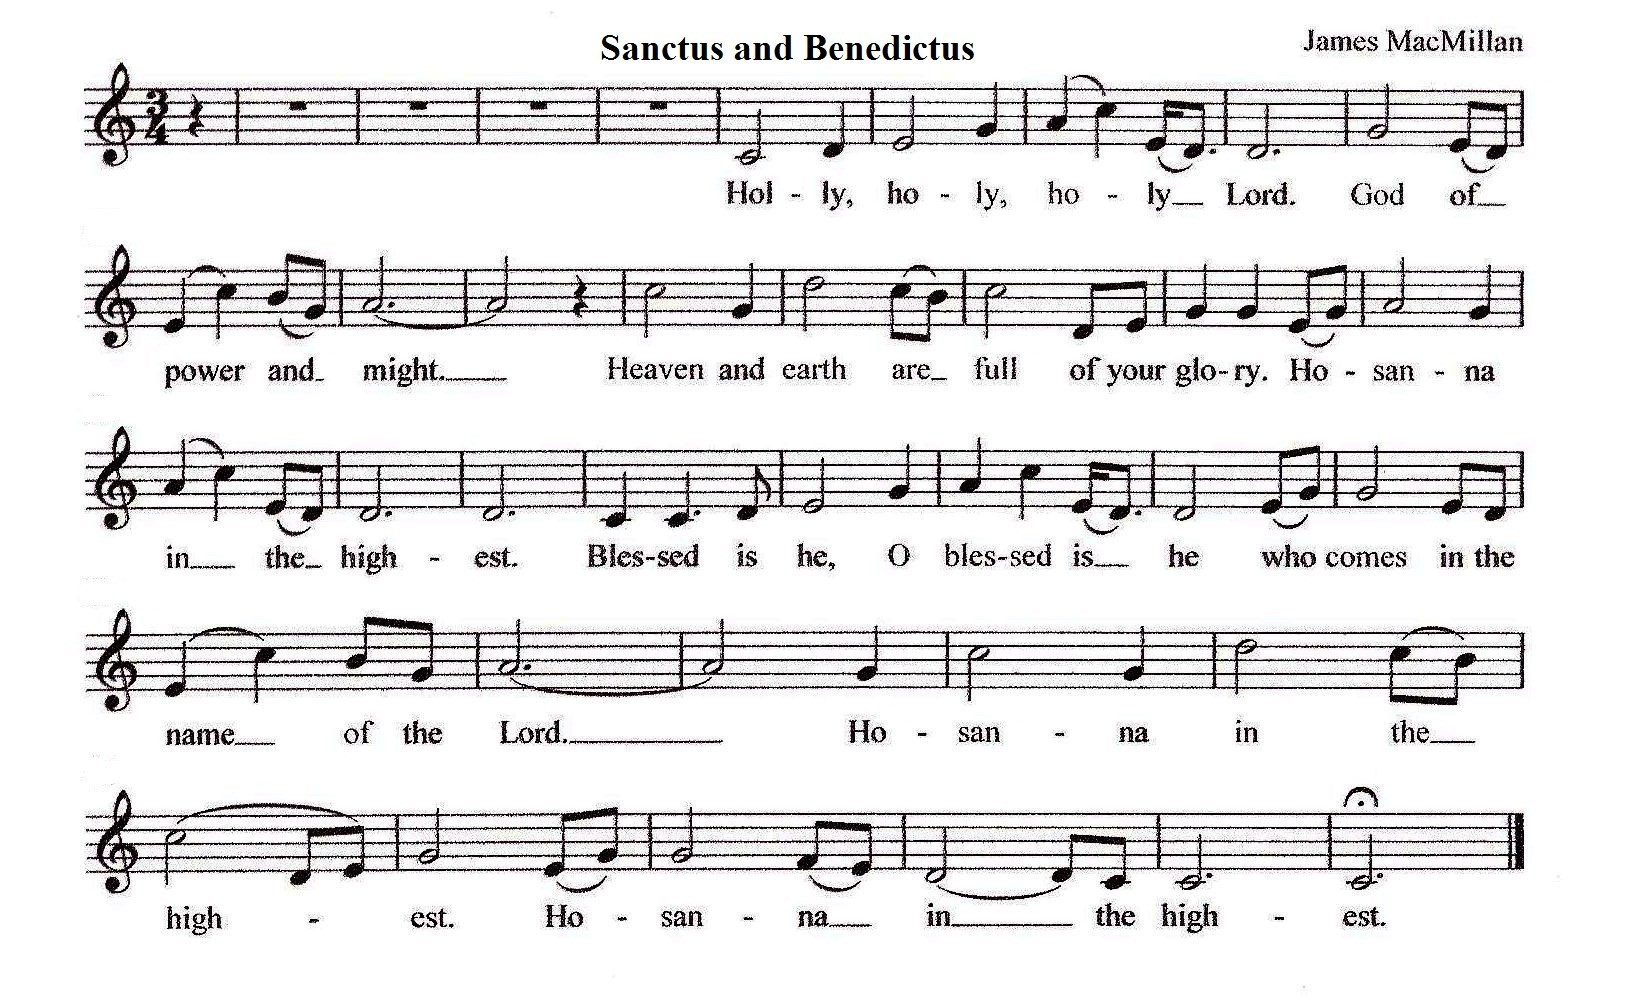 Sanctus and Benedictus
James MacMillan
3
4
Hol - ly, ho - ly, ho - ly Lord. God of
power and might. Heaven and earth are full of your glo-ry. Ho - san - na
in the high - est. Bles-sed is he, O bles-sed is he who comes in the
name of the Lord. Ho - san - na in the
high - est. Ho - san - na in the high - est.